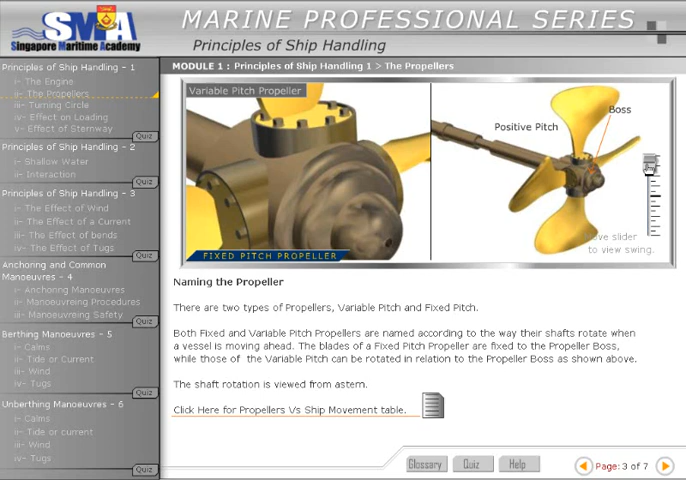 SMA
Singapore Maritime Academy
MARINE PROFESSIONAL SERIES
Principles of Ship Handling
MODULE 1 : Principles of Ship Handling 1 > The Propellers
Principles of Ship Handling - 1
i- The Engine
ii- The Propellers
iii- Turning Circle
iv- Effect on Loading
v- Effect of Sternway
Quiz
Principles of Ship Handling - 2
i- Shallow Water
ii- Interaction
Quiz
Principles of Ship Handling - 3
i- The Effect of Wind
ii- The Effect of a Current
iii- The Effect of bends
iv- The Effect of Tugs
Quiz
Anchoring and Common
Manoeuvres - 4
i- Anchoring Manoeuvres
ii- Manoeuvreing Procedures
iii- Manoeuvreing Safety
Quiz
Berthing Manoeuvres - 5
i- Calms
ii- Tide or Current
iii- Wind
iv- Tugs
Quiz
Unberthing Manoeuvres - 6
i- Calms
ii- Tide or current
iii- Wind
iv- Tugs
Quiz
Variable Pitch Propeller
FIXED PITCH PROPELLER
Positive Pitch
Boss
slider
to view swing.
Naming the Propeller
There are two types of Propellers, Variable Pitch and Fixed Pitch.
Both Fixed and Variable Pitch Propellers are named according to the way their shafts rotate when
a vessel is moving ahead. The blades of a Fixed Pitch Propeller are fixed to the Propeller Boss,
while those of the Variable Pitch can be rotated in relation to the Propeller Boss as shown above.
The shaft rotation is viewed from astern.
Click Here for Propellers Vs Ship Movement table.
Glossary
Quiz
Help
Page: 3 of 7